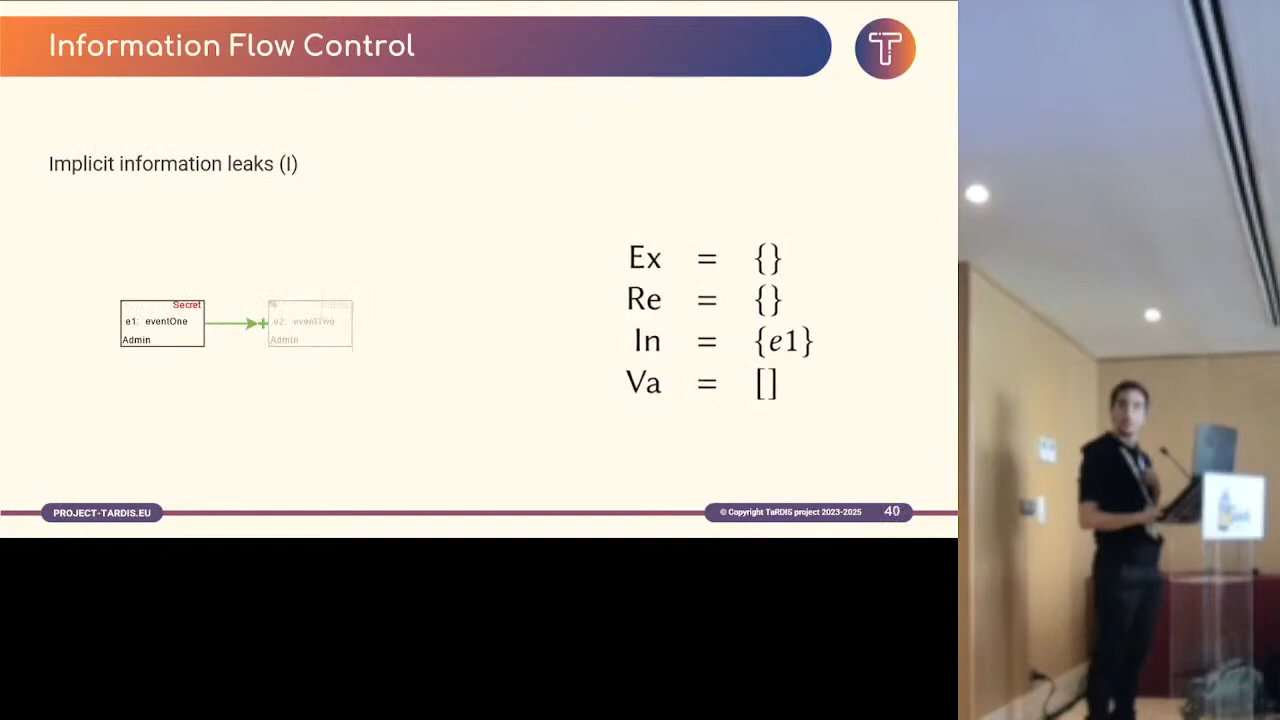 Information Flow Control
T
Implicit information leaks (I)
Ex = {}
Re = {}
In = {e1}
Va = []
Secret
e1: eventOne
Admin
%
e2: eventTwo
Admin
PROJECT-TARDIS.EU
© Copyright TaRDIS project 2023-2025 40